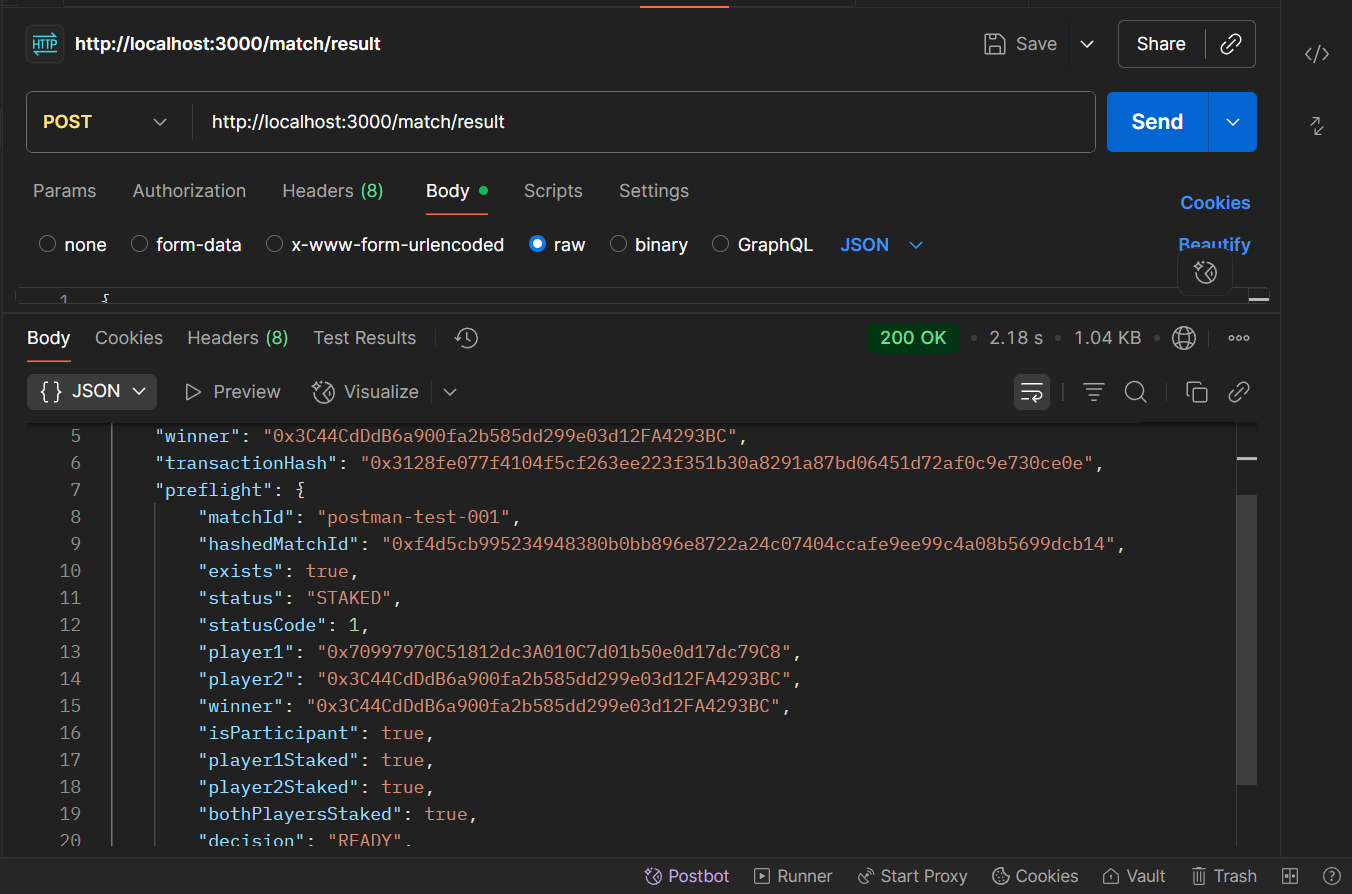 HTTP http://localhost:3000/match/result Save Share
POST http://localhost:3000/match/result Send
Params Authorization Headers (8) Body Scripts Settings Cookies
none form-data x-www-form-urlencoded raw binary GraphQL JSON Beautify
1 {
Body Cookies Headers (8) Test Results 200 OK • 2.18 s • 1.04 KB •
{} JSON Preview Visualize
5 "winner": "0x3C44CdDdB6a900fa2b585dd299e03d12FA4293BC",
6 "transactionHash": "0x3128fe077f4104f5cf263ee223f351b30a8291a87bd06451d72af0c9e730ce0e",
7 "preflight": {
8 "matchId": "postman-test-001",
9 "hashedMatchId": "0xf4d5cb995234948380b0bb896e8722a24c07404ccafe9ee99c4a08b5699dcb14",
10 "exists": true,
11 "status": "STAKED",
12 "statusCode": 1,
13 "player1": "0x70997970C51812dc3A010C7d01b50e0d17dc79C8",
14 "player2": "0x3C44CdDdB6a900fa2b585dd299e03d12FA4293BC",
15 "winner": "0x3C44CdDdB6a900fa2b585dd299e03d12FA4293BC",
16 "isParticipant": true,
17 "player1Staked": true,
18 "player2Staked": true,
19 "bothPlayersStaked": true,
20 "decision": "READY",
Postbot Runner Start Proxy Cookies Vault Trash